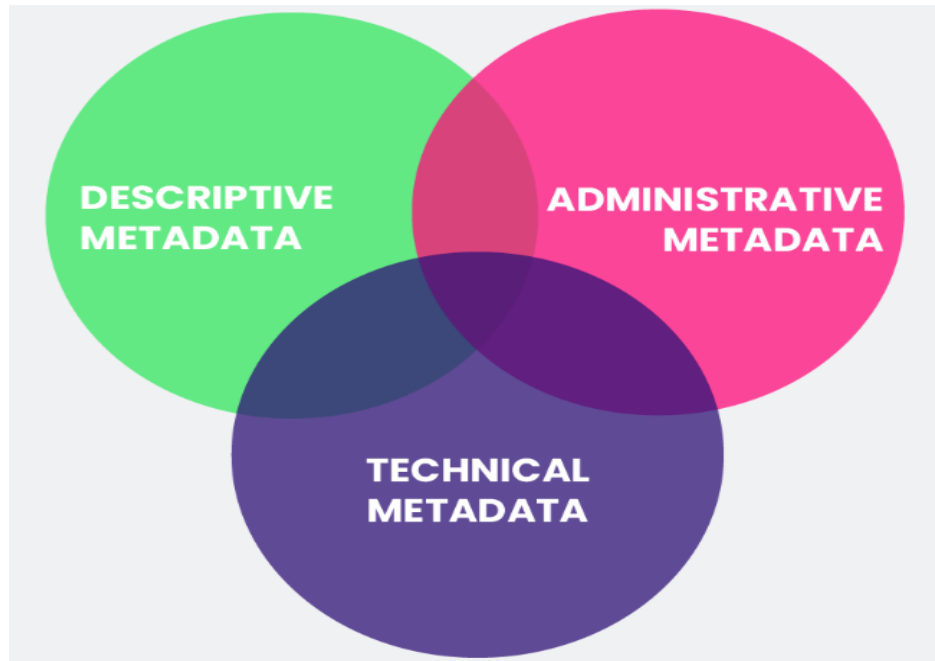 DESCRIPTIVE
METADATA
ADMINISTRATIVE
METADATA
TECHNICAL
METADATA